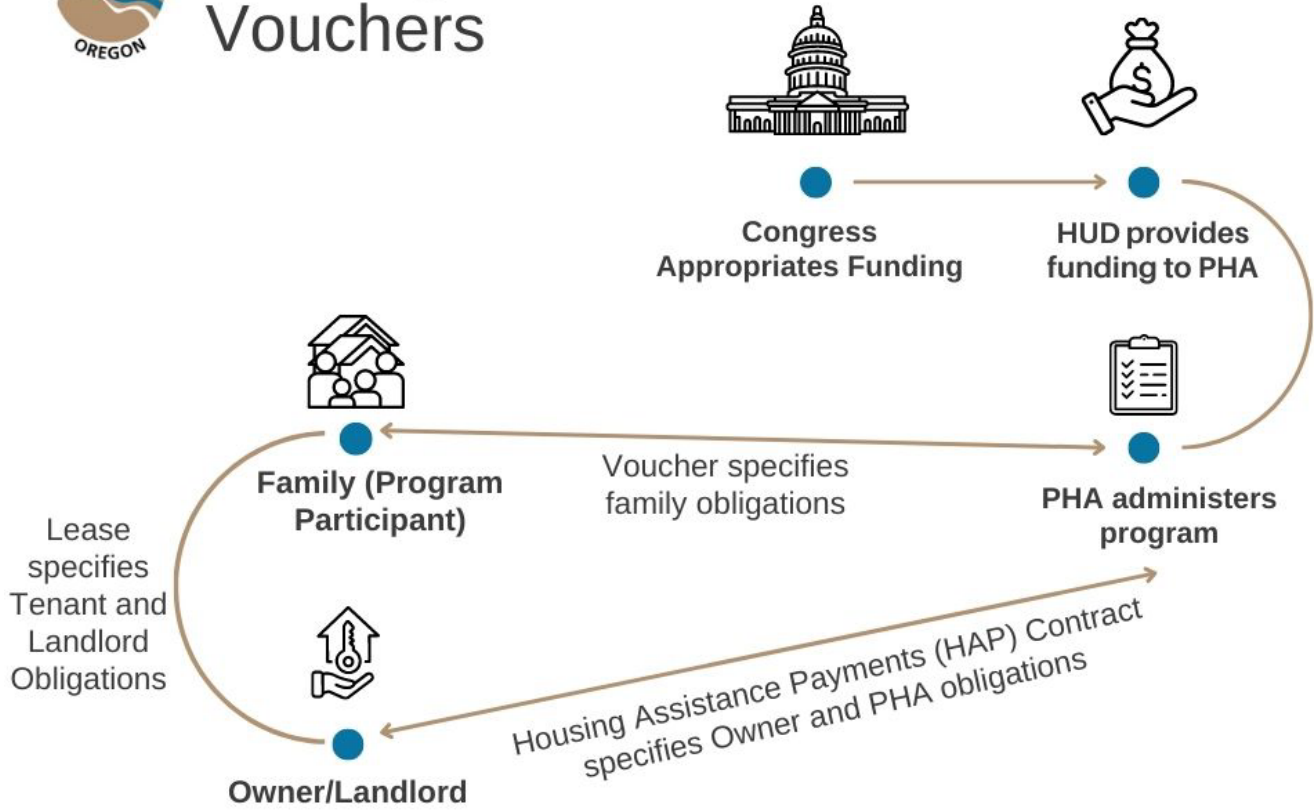 OREGON
Vouchers
$
Congress
Appropriates Funding
HUD provides
funding to PHA
Family (Program
Participant)
Voucher specifies
family obligations
PHA administers
program
Lease
specifies
Tenant and
Landlord
Obligations
Housing Assistance Payments (HAP) Contract
specifies Owner and PHA obligations
Owner/Landlord